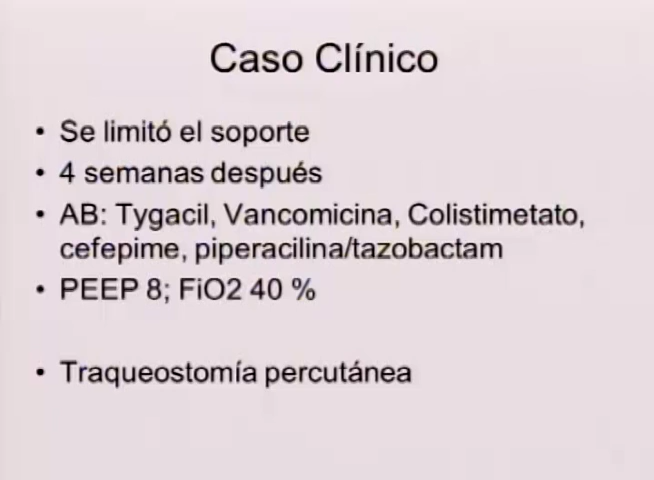 Caso Clínico
• Se limitó el soporte
• 4 semanas después
• AB: Tygacil, Vancomicina, Colistimetato,
cefepime, piperacilina/tazobactam
• PEEP 8; FiO2 40 %
• Traqueostomía percutánea